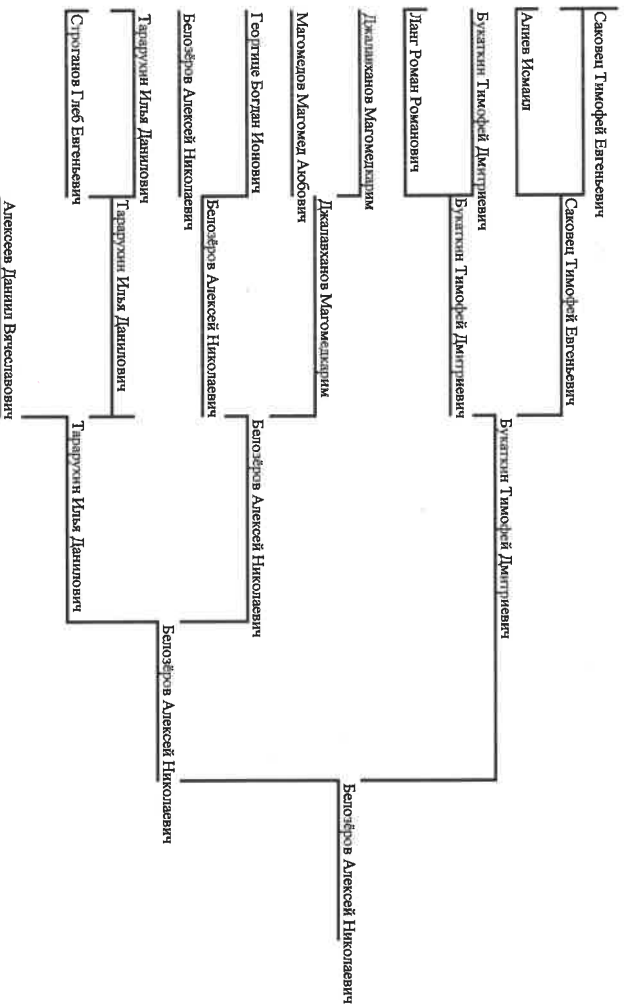 Саковец Тимофей Евгеньевич
Алиев Исмаил
Букаткин Тимофей Дмитриевич
Ланг Роман Романович
Джалавханов Магомедкарим
Магомедов Магомед Аюбович
Георгице Богдан Ионович
Белозёров Алексей Николаевич
Тарарухин Илья Данилович
Строганов Глеб Евгеньевич
Саковец Тимофей Евгеньевич
Букаткин Тимофей Дмитриевич
Джалавханов Магомедкарим
Белозёров Алексей Николаевич
Тарарухин Илья Данилович
Алексеев Даниил Вячеславович
Букаткин Тимофей Дмитриевич
Белозёров Алексей Николаевич
Тарарухин Илья Данилович
Белозёров Алексей Николаевич
Белозёров Алексей Николаевич